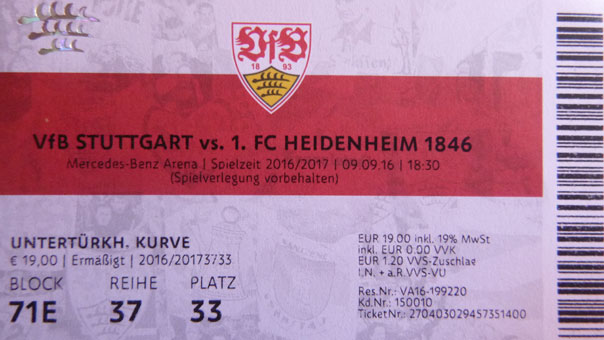 VfB
18 93
VfB STUTTGART vs. 1. FC HEIDENHEIM 1846
Mercedes-Benz Arena | Spielzeit 2016/2017 | 09.09.16 | 18:30
(Spielverlegung vorbehalten)
UNTERTÜRKH. KURVE
€ 19,00 | Ermäßigt | 2016/20173733
BLOCK REIHE PLATZ
71E 37 33
EUR 19.00 inkl. 19% MwSt
inkl. EUR 0.00 VVK
EUR 1.20 VVS-Zuschlag
I.N. + a.R.VVS-VU
Res.Nr.: VA16-199220
Kd.Nr.: 150010
TicketNr.: 270403029457351400